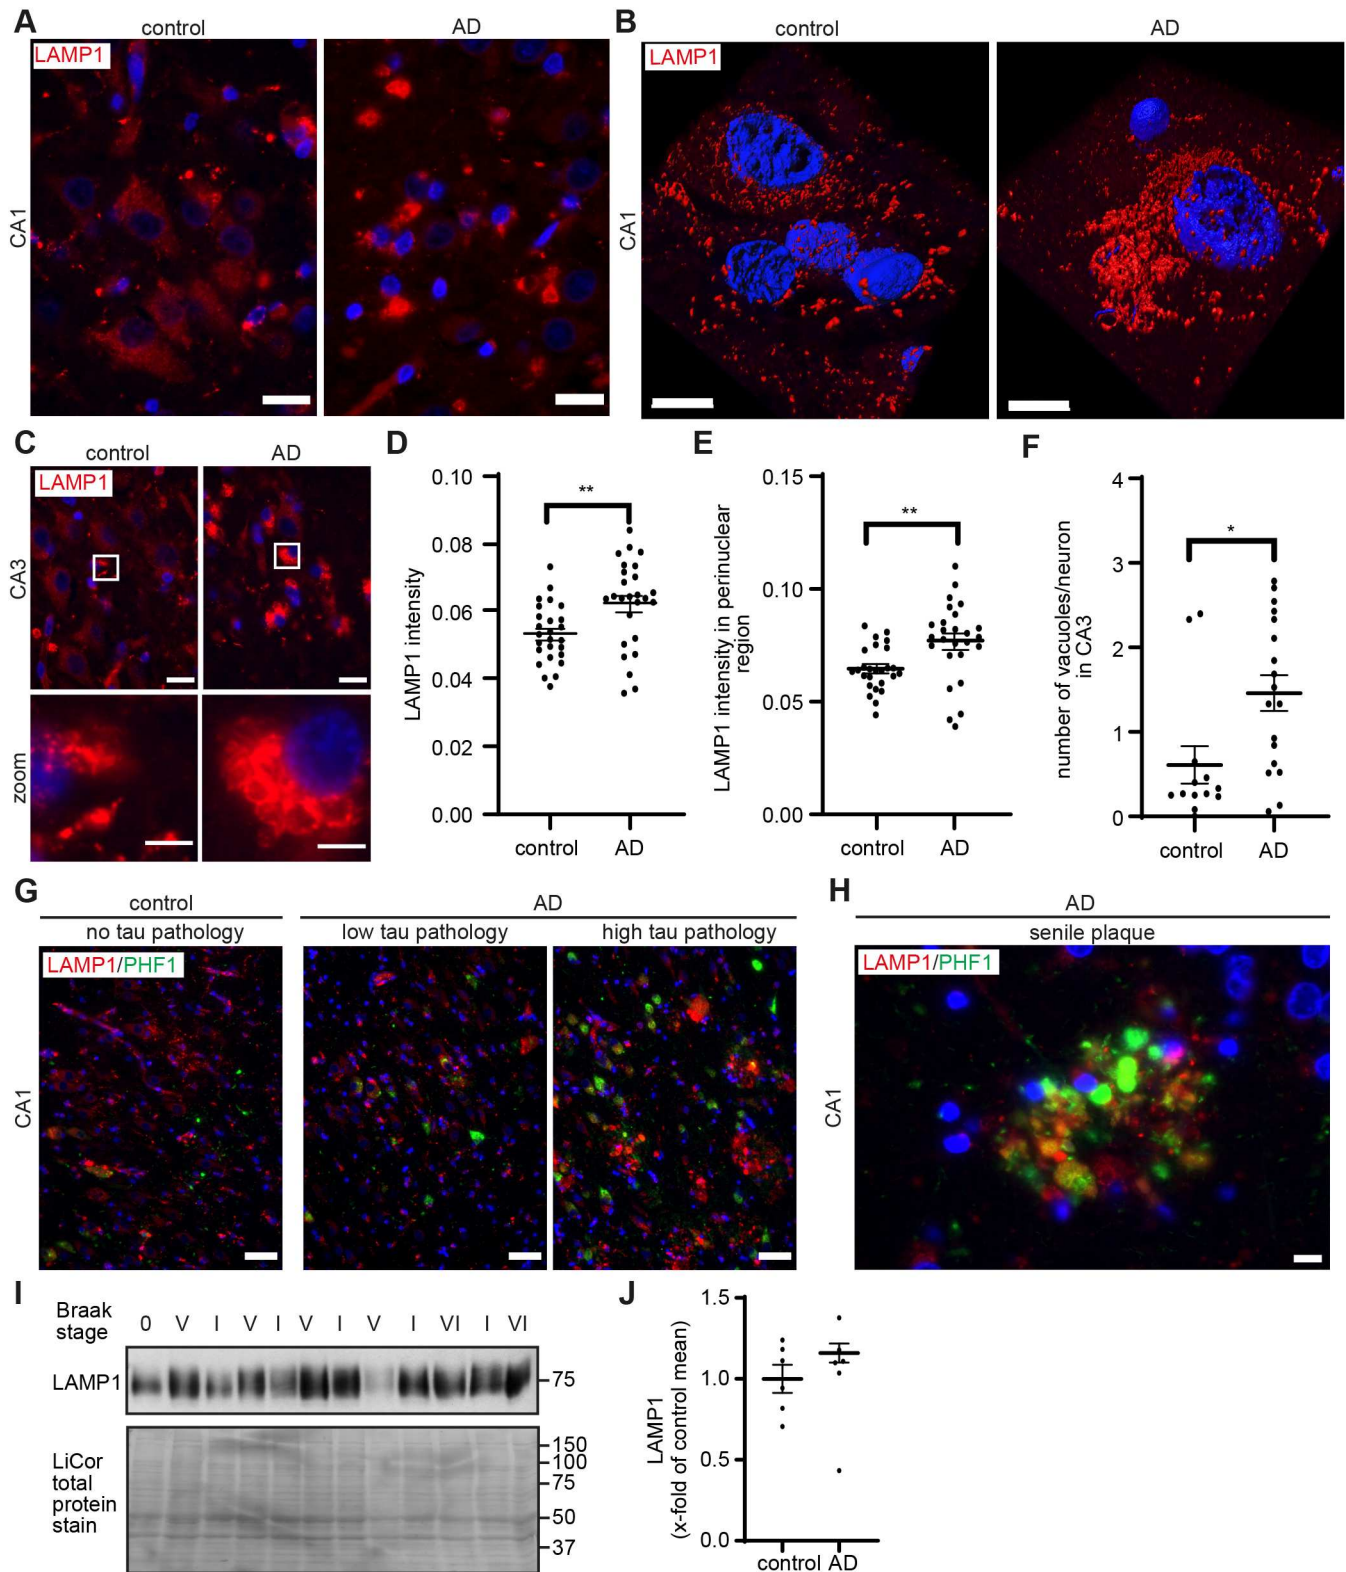 A
control
AD
LAMP1
CA1
B
control
AD
LAMP1
CA1
C
control
AD
LAMP1
CA3
zoom
D
LAMP1 intensity
0.10
0.08
0.06
0.04
0.02
0.00
**
control
AD
E
LAMP1 intensity in perinuclear
region
0.15
0.10
0.05
0.00
**
control
AD
F
number of vacuoles/neuron
in CA3
4
3
2
1
0
*
control
AD
G
control
AD
no tau pathology
low tau pathology
high tau pathology
LAMP1/PHF1
CA1
H
AD
senile plaque
LAMP1/PHF1
CA1
I
Braak
stage
0 V I V I V I V I VI I VI
LAMP1
75
LiCor
total
protein
stain
150
100
75
50
37
J
LAMP1
(x-fold of control mean)
1.5
1.0
0.5
0.0
control AD